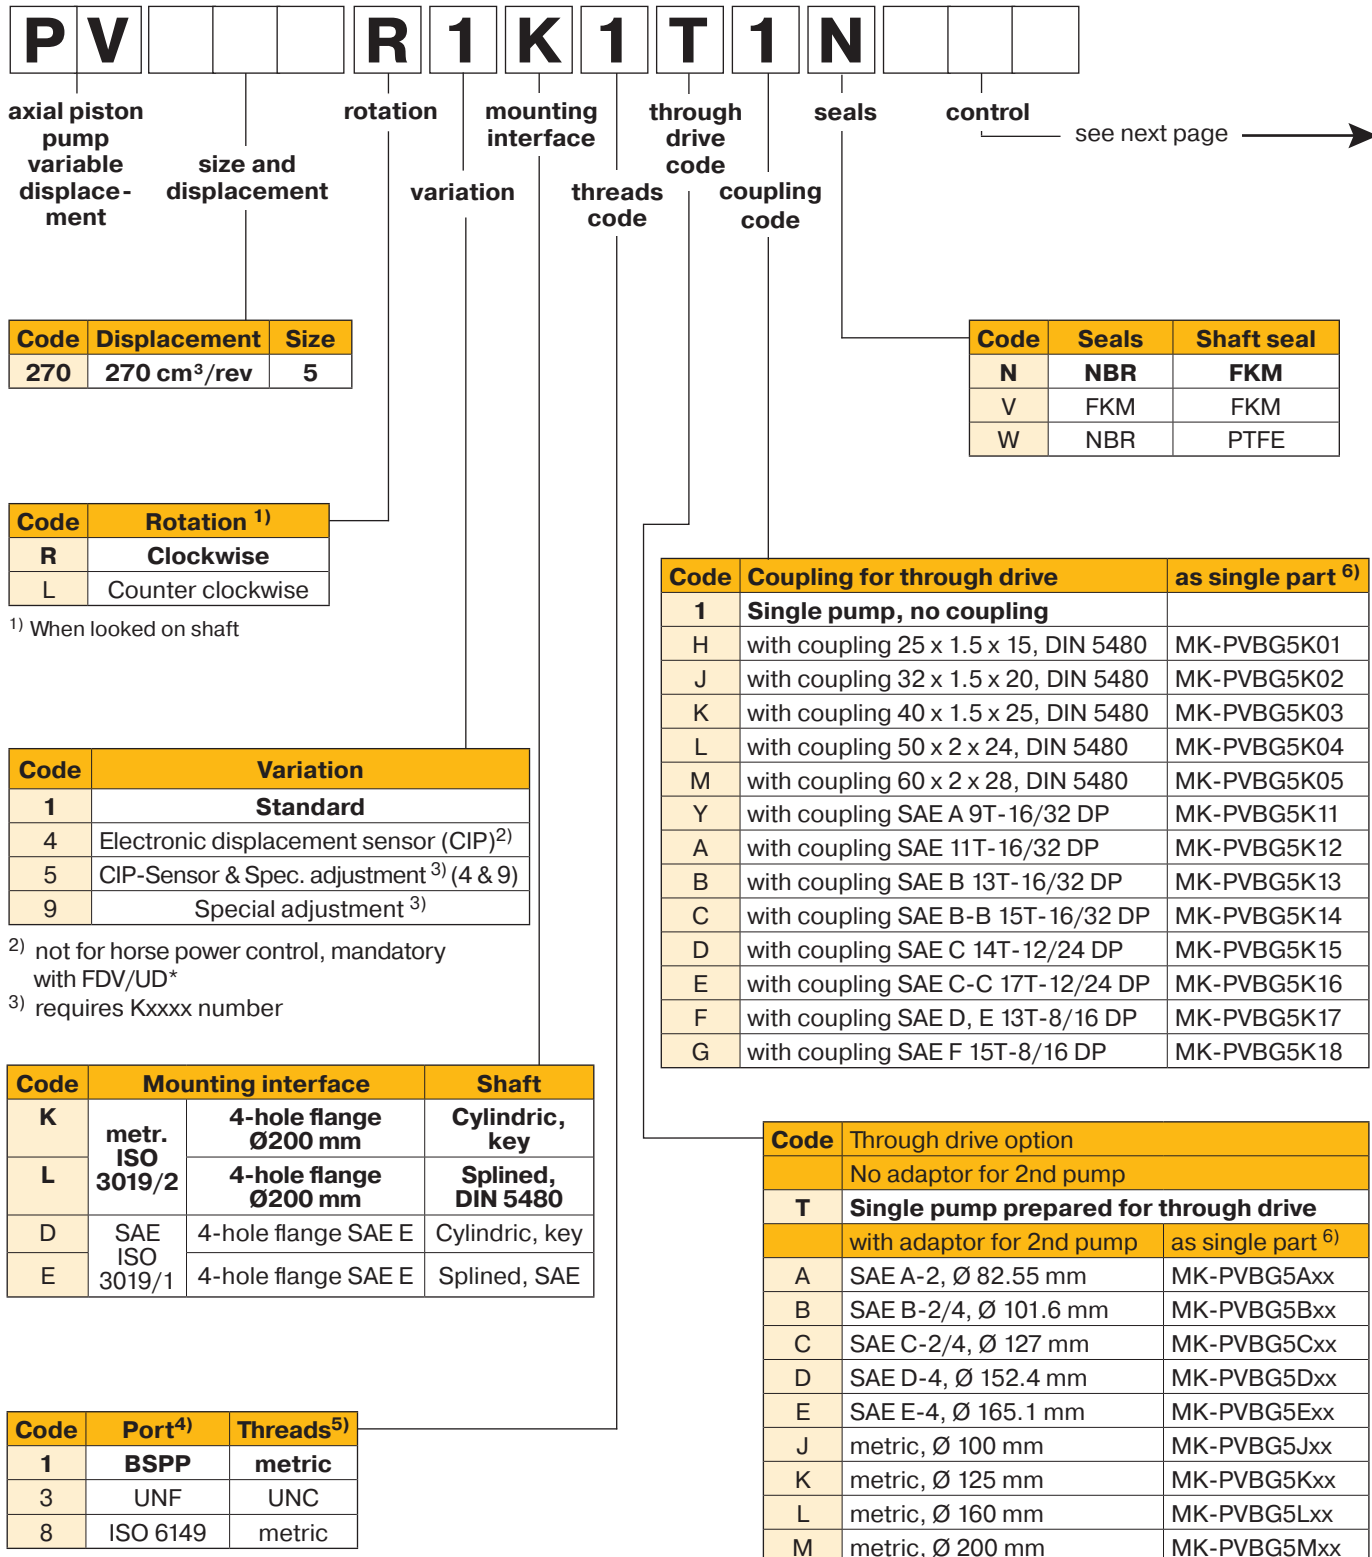 P V R 1 K 1 T 1 N
axial piston
pump
variable
displace-
ment
size and
displacement
rotation
variation
mounting
interface
threads
code
through
drive
code
coupling
code
seals
control
see next page
Code Displacement Size
270 270 cm³/rev 5
Code Seals Shaft seal
N NBR FKM
V FKM FKM
W NBR PTFE
Code Rotation 1)
R Clockwise
L Counter clockwise
1) When looked on shaft
Code Coupling for through drive as single part 6)
1 Single pump, no coupling
H with coupling 25 x 1.5 x 15, DIN 5480 MK-PVBG5K01
J with coupling 32 x 1.5 x 20, DIN 5480 MK-PVBG5K02
K with coupling 40 x 1.5 x 25, DIN 5480 MK-PVBG5K03
L with coupling 50 x 2 x 24, DIN 5480 MK-PVBG5K04
M with coupling 60 x 2 x 28, DIN 5480 MK-PVBG5K05
Y with coupling SAE A 9T-16/32 DP MK-PVBG5K11
A with coupling SAE 11T-16/32 DP MK-PVBG5K12
B with coupling SAE B 13T-16/32 DP MK-PVBG5K13
C with coupling SAE B-B 15T-16/32 DP MK-PVBG5K14
D with coupling SAE C 14T-12/24 DP MK-PVBG5K15
E with coupling SAE C-C 17T-12/24 DP MK-PVBG5K16
F with coupling SAE D, E 13T-8/16 DP MK-PVBG5K17
G with coupling SAE F 15T-8/16 DP MK-PVBG5K18
Code Variation
1 Standard
4 Electronic displacement sensor (CIP)2)
5 CIP-Sensor & Spec. adjustment 3) (4 & 9)
9 Special adjustment 3)
2) not for horse power control, mandatory
with FDV/UD*
3) requires Kxxxx number
Code Mounting interface Shaft
K 4-hole flange Cylindric,
Ø200 mm key
metr.
ISO
3019/2
L 4-hole flange Splined,
Ø200 mm DIN 5480
D 4-hole flange SAE E Cylindric, key
SAE
ISO
3019/1
E 4-hole flange SAE E Splined, SAE
Code Through drive option
No adaptor for 2nd pump
T Single pump prepared for through drive
with adaptor for 2nd pump as single part 6)
A SAE A-2, Ø 82.55 mm MK-PVBG5Axx
B SAE B-2/4, Ø 101.6 mm MK-PVBG5Bxx
C SAE C-2/4, Ø 127 mm MK-PVBG5Cxx
D SAE D-4, Ø 152.4 mm MK-PVBG5Dxx
E SAE E-4, Ø 165.1 mm MK-PVBG5Exx
J metric, Ø 100 mm MK-PVBG5Jxx
K metric, Ø 125 mm MK-PVBG5Kxx
L metric, Ø 160 mm MK-PVBG5Lxx
M metric, Ø 200 mm MK-PVBG5Mxx
Code Port4) Threads5)
1 BSPP metric
3 UNF UNC
8 ISO 6149 metric